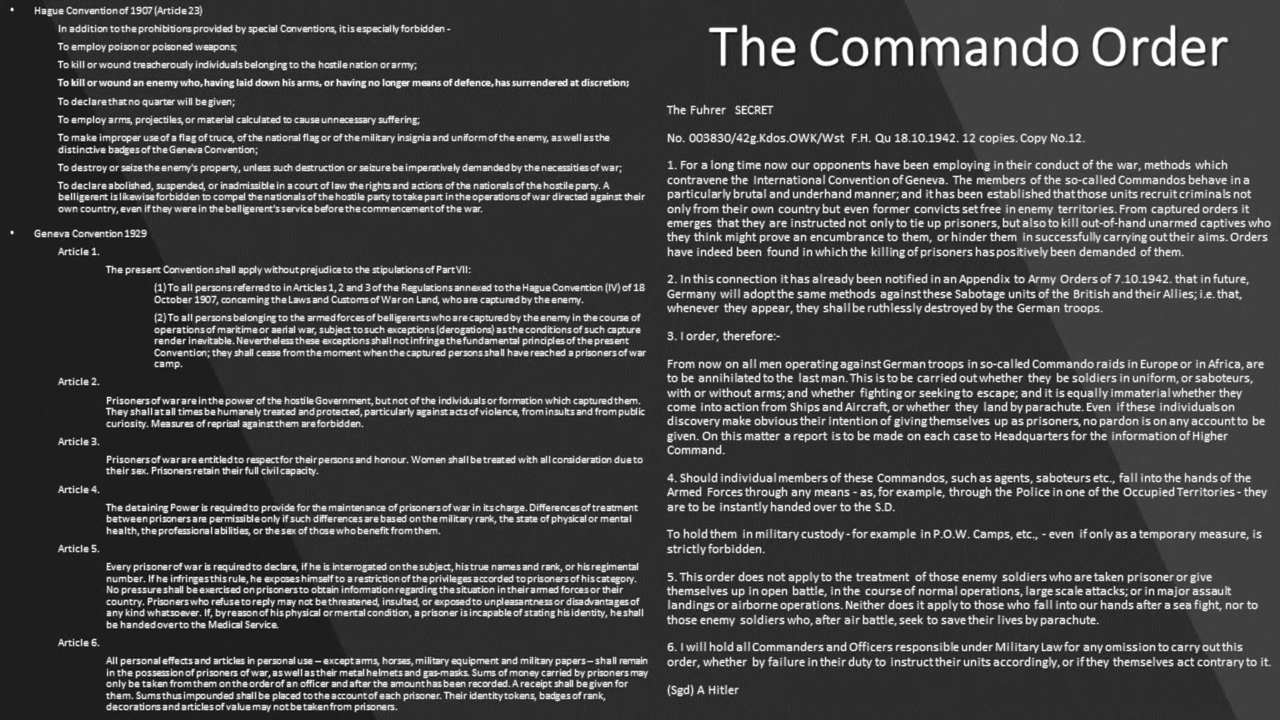 • Hague Convention of 1907 (Article 23)
In addition to the prohibitions provided by special Conventions, it is especially forbidden -
To employ poison or poisoned weapons;
To kill or wound treacherously individuals belonging to the hostile nation or army;
To kill or wound an enemy who, having laid down his arms, or having no longer means of defence, has surrendered at discretion;
To declare that no quarter will be given;
To employ arms, projectiles, or material calculated to cause unnecessary suffering;
To make improper use of a flag of truce, of the national flag or of the military insignia and uniform of the enemy, as well as the
distinctive badges of the Geneva Convention;
To destroy or seize the enemy's property, unless such destruction or seizure be imperatively demanded by the necessities of war;
To declare abolished, suspended, or inadmissible in a court of law the rights and actions of the nationals of the hostile party. A
belligerent is likewise forbidden to compel the nationals of the hostile party to take part in the operations of war directed against their
own country, even if they were in the belligerent's service before the commencement of the war.
• Geneva Convention 1929
Article 1.
The present Convention shall apply without prejudice to the stipulations of Part VII:
(1) To all persons referred to in Articles 1, 2 and 3 of the Regulations annexed to the Hague Convention (IV) of 18
October 1907, concerning the Laws and Customs of War on Land, who are captured by the enemy.
(2) To all persons belonging to the armed forces of belligerents who are captured by the enemy in the course of
operations of maritime or aerial war, subject to such exceptions (derogations) as the conditions of such capture
render inevitable. Nevertheless these exceptions shall not infringe the fundamental principles of the present
Convention; they shall cease from the moment when the captured persons shall have reached a prisoners of war
camp.
Article 2.
Prisoners of war are in the power of the hostile Government, but not of the individuals or formation which captured them.
They shall at all times be humanely treated and protected, particularly against acts of violence, from insults and from public
curiosity. Measures of reprisal against them are forbidden.
Article 3.
Prisoners of war are entitled to respect for their persons and honour. Women shall be treated with all consideration due to
their sex. Prisoners retain their full civil capacity.
Article 4.
The detaining Power is required to provide for the maintenance of prisoners of war in its charge. Differences of treatment
between prisoners are permissible only if such differences are based on the military rank, the state of physical or mental
health, the professional abilities, or the sex of those who benefit from them.
Article 5.
Every prisoner of war is required to declare, if he is interrogated on the subject, his true names and rank, or his regimental
number. If he infringes this rule, he exposes himself to a restriction of the privileges accorded to prisoners of his category.
No pressure shall be exercised on prisoners to obtain information regarding the situation in their armed forces or their
country. Prisoners who refuse to reply may not be threatened, insulted, or exposed to unpleasantness or disadvantages of
any kind whatsoever. If, by reason of his physical or mental condition, a prisoner is incapable of stating his identity, he shall
be handed over to the Medical Service.
Article 6.
All personal effects and articles in personal use – except arms, horses, military equipment and military papers – shall remain
in the possession of prisoners of war, as well as their metal helmets and gas-masks. Sums of money carried by prisoners may
only be taken from them on the order of an officer and after the amount has been recorded. A receipt shall be given for
them. Sums thus impounded shall be placed to the account of each prisoner. Their identity tokens, badges of rank,
decorations and articles of value may not be taken from prisoners.
The Commando Order
The Fuhrer SECRET
No. 003830/42g.Kdos.OWK/Wst F.H. Qu 18.10.1942. 12 copies. Copy No.12.
1. For a long time now our opponents have been employing in their conduct of the war, methods which
contravene the International Convention of Geneva. The members of the so-called Commandos behave in a
particularly brutal and underhand manner; and it has been established that those units recruit criminals not
only from their own country but even former convicts set free in enemy territories. From captured orders it
emerges that they are instructed not only to tie up prisoners, but also to kill out-of-hand unarmed captives who
they think might prove an encumbrance to them, or hinder them in successfully carrying out their aims. Orders
have indeed been found in which the killing of prisoners has positively been demanded of them.
2. In this connection it has already been notified in an Appendix to Army Orders of 7.10.1942. that in future,
Germany will adopt the same methods against these Sabotage units of the British and their Allies; i.e. that,
whenever they appear, they shall be ruthlessly destroyed by the German troops.
3. I order, therefore:-
From now on all men operating against German troops in so-called Commando raids in Europe or in Africa, are
to be annihilated to the last man. This is to be carried out whether they be soldiers in uniform, or saboteurs,
with or without arms; and whether fighting or seeking to escape; and it is equally immaterial whether they
come into action from Ships and Aircraft, or whether they land by parachute. Even if these individuals on
discovery make obvious their intention of giving themselves up as prisoners, no pardon is on any account to be
given. On this matter a report is to be made on each case to Headquarters for the information of Higher
Command.
4. Should individual members of these Commandos, such as agents, saboteurs etc., fall into the hands of the
Armed Forces through any means - as, for example, through the Police in one of the Occupied Territories - they
are to be instantly handed over to the S.D.
To hold them in military custody - for example in P.O.W. Camps, etc., - even if only as a temporary measure, is
strictly forbidden.
5. This order does not apply to the treatment of those enemy soldiers who are taken prisoner or give
themselves up in open battle, in the course of normal operations, large scale attacks; or in major assault
landings or airborne operations. Neither does it apply to those who fall into our hands after a sea fight, nor to
those enemy soldiers who, after air battle, seek to save their lives by parachute.
6. I will hold all Commanders and Officers responsible under Military Law for any omission to carry out this
order, whether by failure in their duty to instruct their units accordingly, or if they themselves act contrary to it.
(Sgd) A Hitler